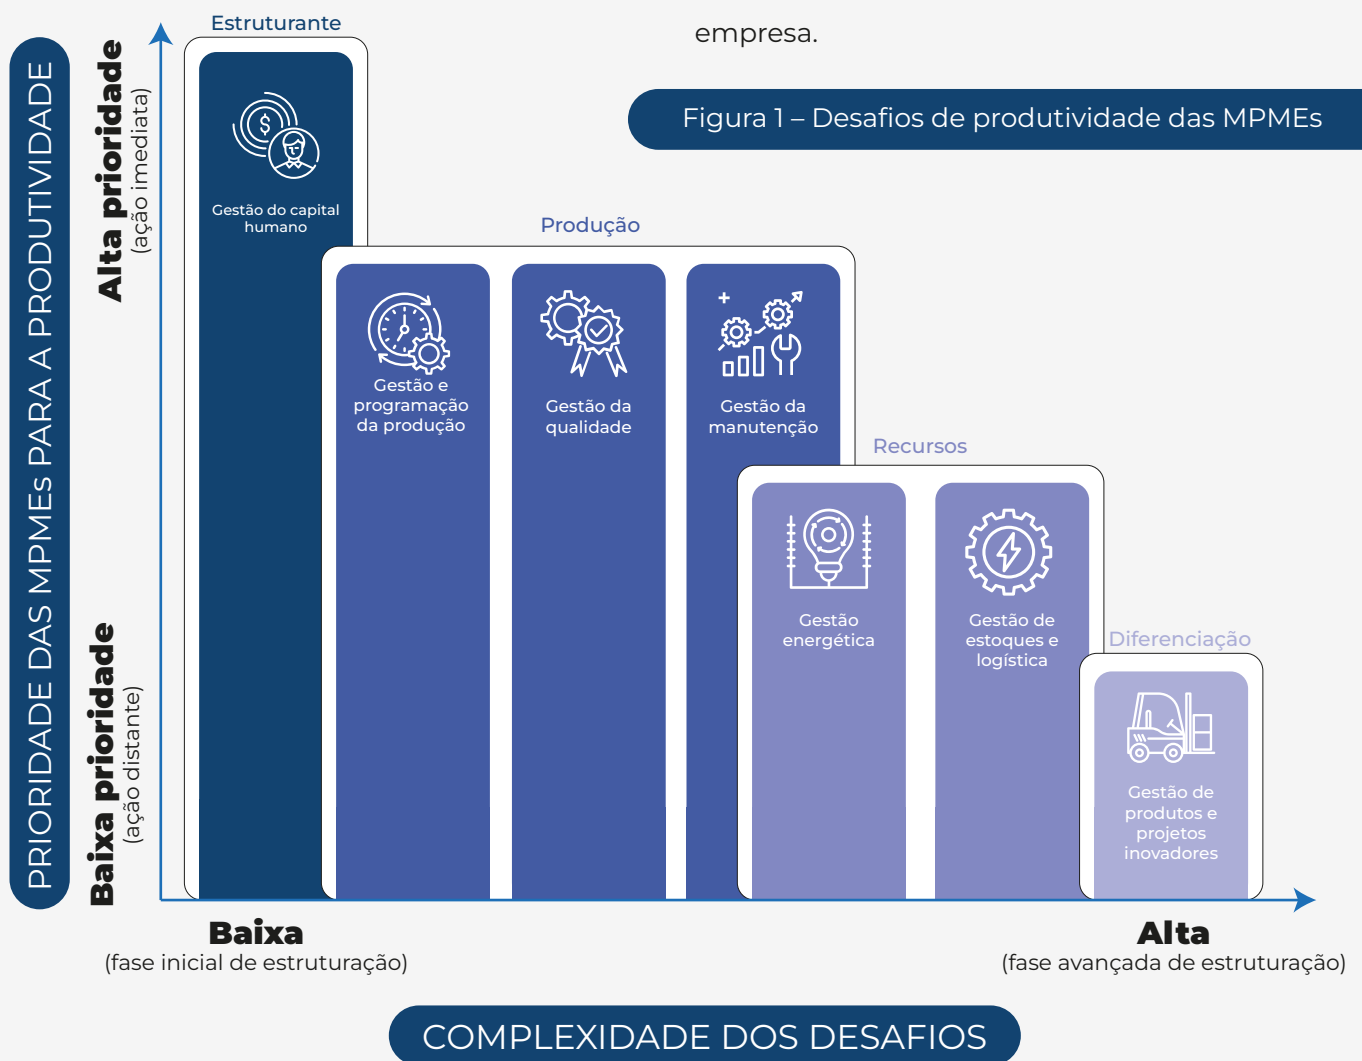 empresa.
Figura 1 – Desafios de produtividade das MPMEs
PRIORIDADE DAS MPMEs PARA A PRODUTIVIDADE
Alta prioridade
(ação imediata)
Baixa prioridade
(ação distante)
Estruturante
$
Gestão do capital
humano
Produção
Gestão e
programação
da produção
Gestão da
qualidade
Gestão da
manutenção
Recursos
Gestão
energética
Gestão de
estoques e
logística
Diferenciação
Gestão de
produtos e
projetos
inovadores
Baixa
(fase inicial de estruturação)
Alta
(fase avançada de estruturação)
COMPLEXIDADE DOS DESAFIOS